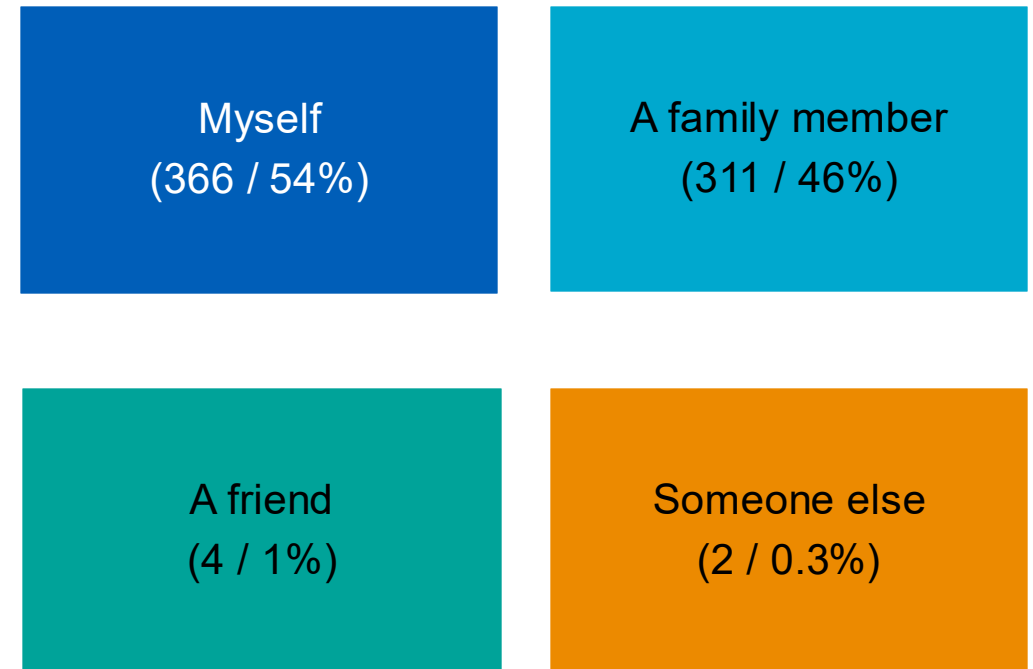 Myself
(366 / 54%)
A family member
(311 / 46%)
A friend
(4 / 1%)
Someone else
(2 / 0.3%)